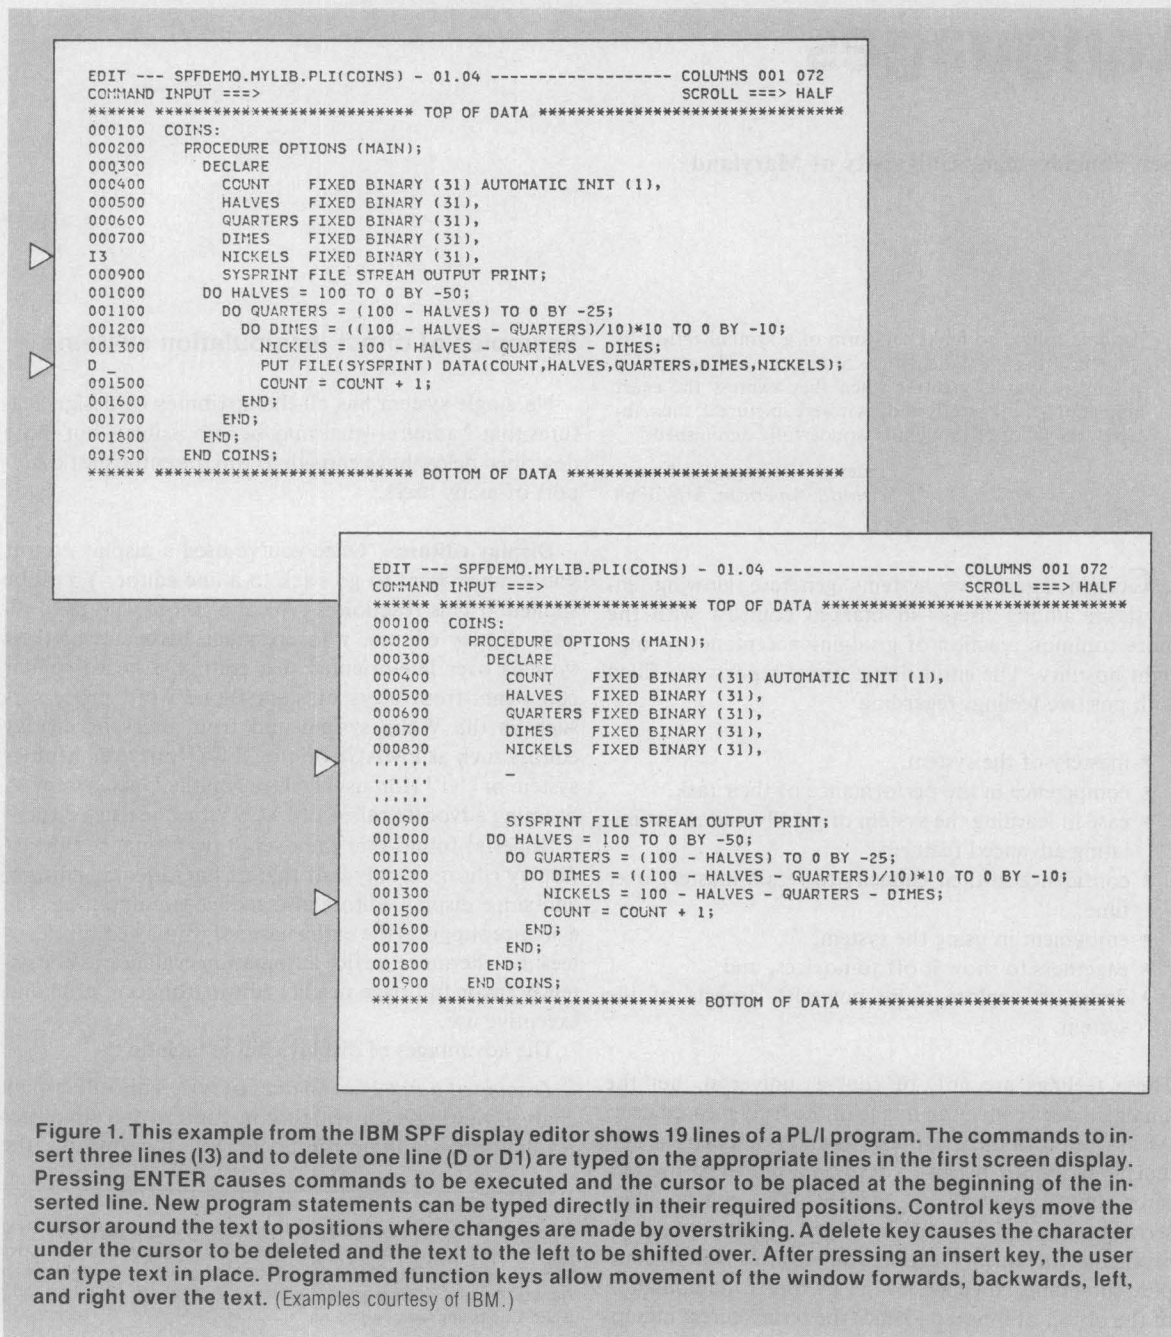 EDIT --- SPFDEMO.MYLIB.PLI(COINS) - 01.04 ------------------- COLUMNS 001 072
COMMAND INPUT ===> SCROLL ===> HALF
****** *************************** TOP OF DATA ********************************
000100 COINS:
000200 PROCEDURE OPTIONS (MAIN);
000300 DECLARE
000400 COUNT FIXED BINARY (31) AUTOMATIC INIT (1),
000500 HALVES FIXED BINARY (31),
000600 QUARTERS FIXED BINARY (31),
000700 DIMES FIXED BINARY (31),
I3 NICKELS FIXED BINARY (31),
000900 SYSPRINT FILE STREAM OUTPUT PRINT;
001000 DO HALVES = 100 TO 0 BY -50;
001100 DO QUARTERS = (100 - HALVES) TO 0 BY -25;
001200 DO DIMES = ((100 - HALVES - QUARTERS)/10)*10 TO 0 BY -10;
001300 NICKELS = 100 - HALVES - QUARTERS - DIMES;
D _ PUT FILE(SYSPRINT) DATA(COUNT,HALVES,QUARTERS,DIMES,NICKELS);
001500 COUNT = COUNT + 1;
001600 END;
001700 END;
001800 END;
001900 END COINS;
****** *************************** BOTTOM OF DATA *****************************
EDIT --- SPFDEMO.MYLIB.PLI(COINS) - 01.04 ------------------- COLUMNS 001 072
COMMAND INPUT ===> SCROLL ===> HALF
****** *************************** TOP OF DATA ********************************
000100 COINS:
000200 PROCEDURE OPTIONS (MAIN);
000300 DECLARE
000400 COUNT FIXED BINARY (31) AUTOMATIC INIT (1),
000500 HALVES FIXED BINARY (31),
000600 QUARTERS FIXED BINARY (31),
000700 DIMES FIXED BINARY (31),
000800 NICKELS FIXED BINARY (31),
'''''' _
''''''
''''''
000900 SYSPRINT FILE STREAM OUTPUT PRINT;
001000 DO HALVES = 100 TO 0 BY -50;
001100 DO QUARTERS = (100 - HALVES) TO 0 BY -25;
001200 DO DIMES = ((100 - HALVES - QUARTERS)/10)*10 TO 0 BY -10;
001300 NICKELS = 100 - HALVES - QUARTERS - DIMES;
001500 COUNT = COUNT + 1;
001600 END;
001700 END;
001800 END;
001900 END COINS;
****** *************************** BOTTOM OF DATA *****************************
Figure 1. This example from the IBM SPF display editor shows 19 lines of a PL/I program. The commands to in-
sert three lines (I3) and to delete one line (D or D1) are typed on the appropriate lines in the first screen display.
Pressing ENTER causes commands to be executed and the cursor to be placed at the beginning of the in-
serted line. New program statements can be typed directly in their required positions. Control keys move the
cursor around the text to positions where changes are made by overstriking. A delete key causes the character
under the cursor to be deleted and the text to the left to be shifted over. After pressing an insert key, the user
can type text in place. Programmed function keys allow movement of the window forwards, backwards, left,
and right over the text. (Examples courtesy of IBM.)